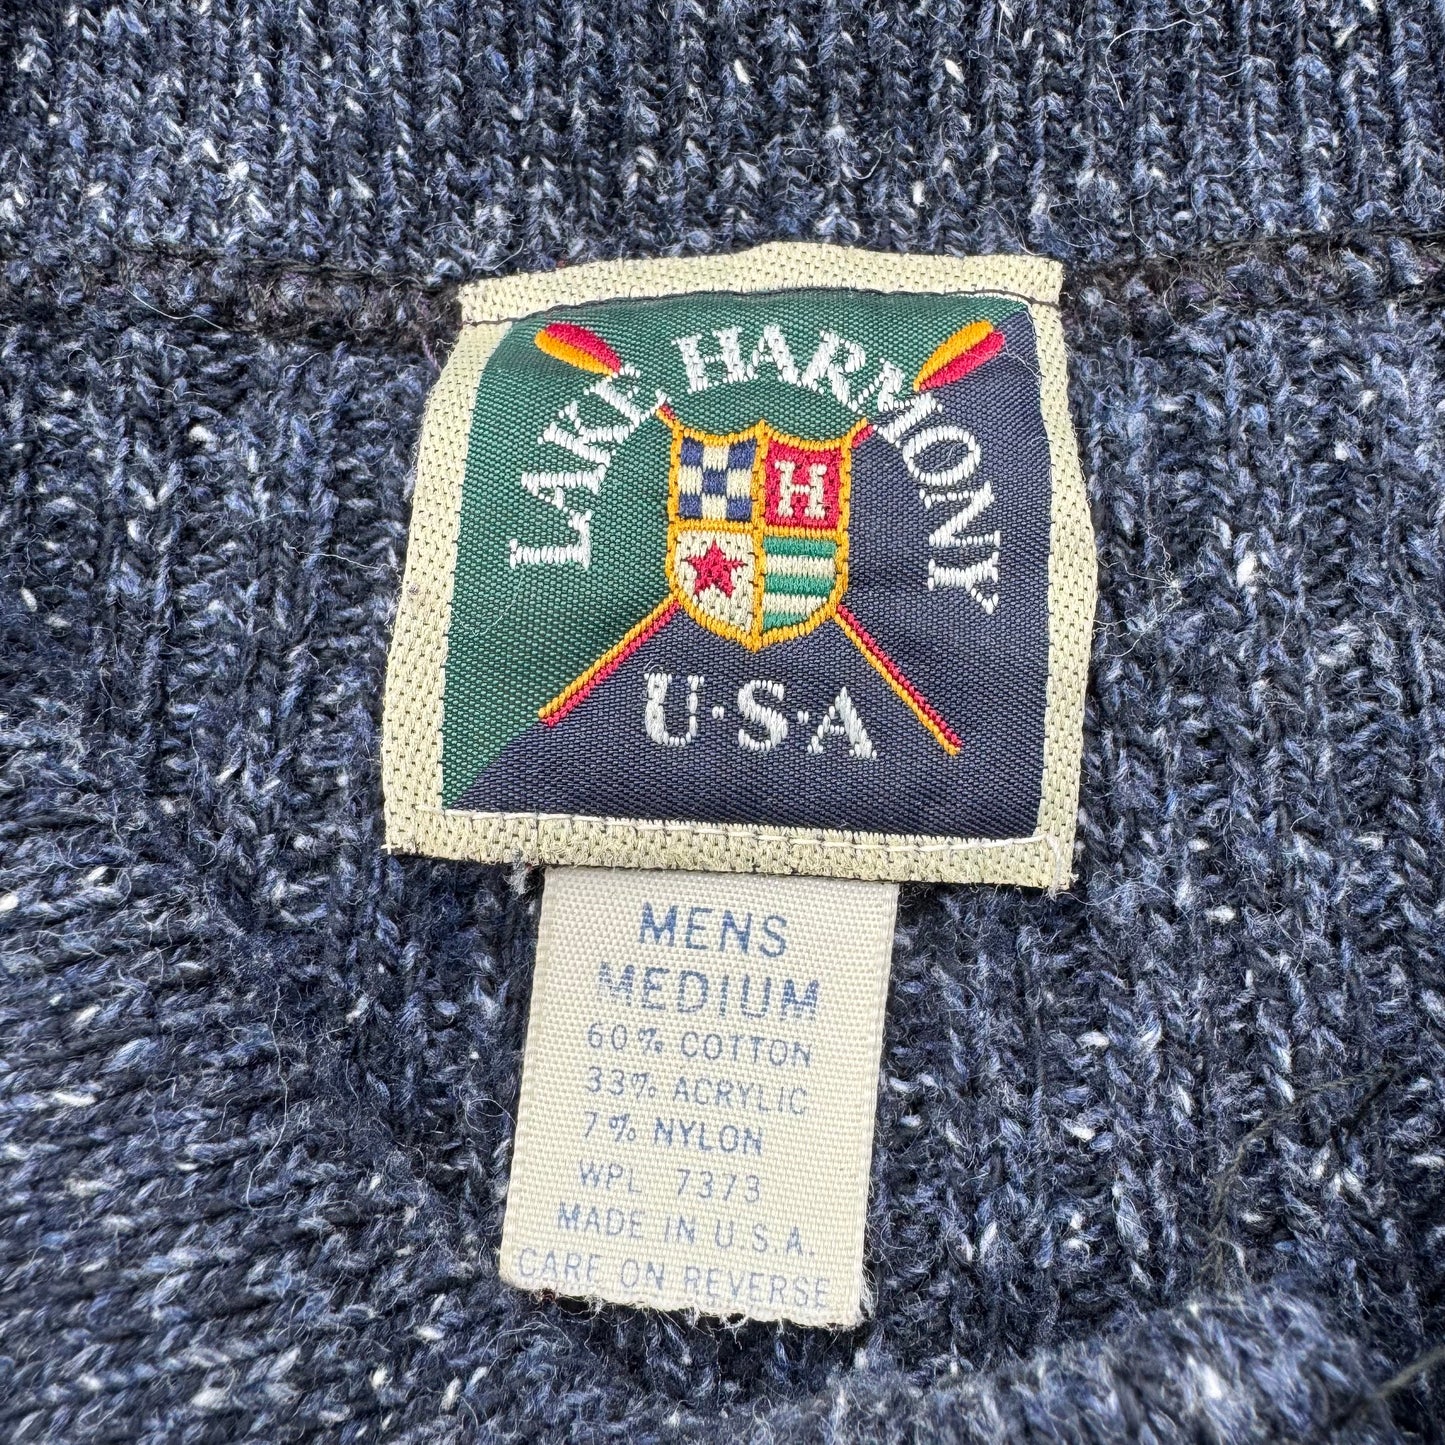 LAKE HARMONY
H
U·S·A
MENS
MEDIUM
60% COTTON
33% ACRYLIC
7% NYLON
WPL 7373
MADE IN U.S.A.
CARE ON REVERSE